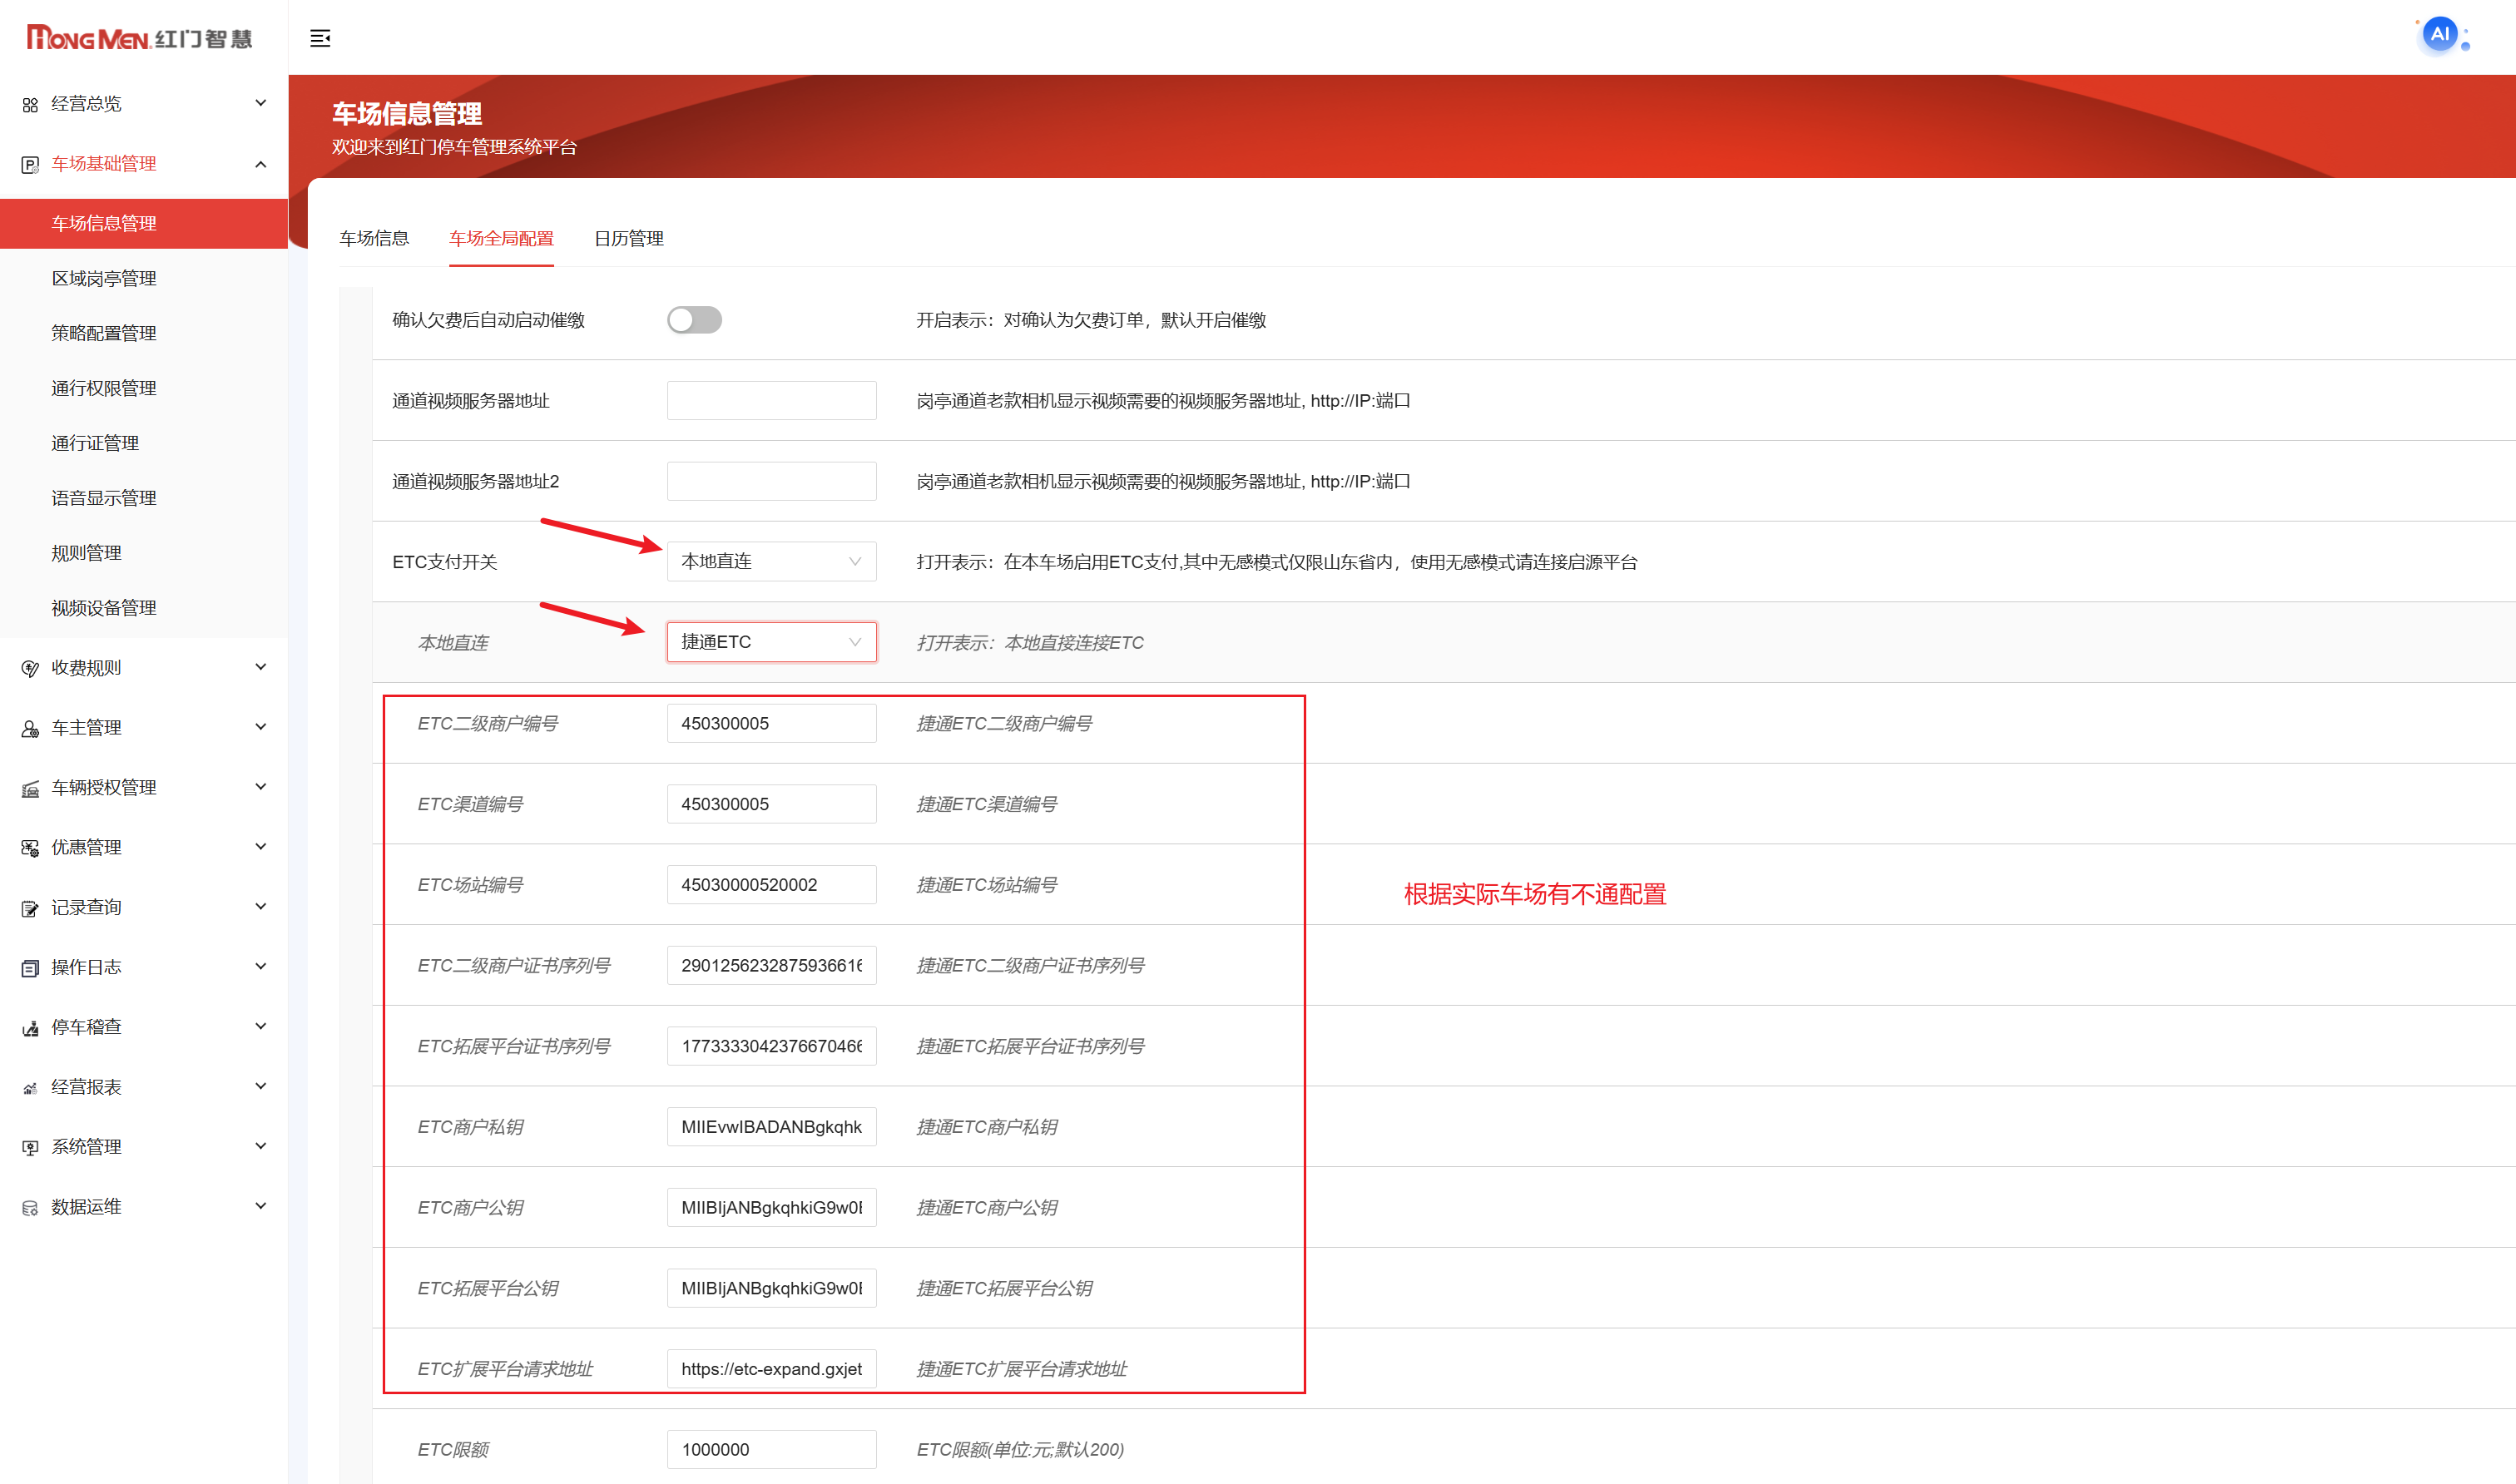 HONGMEN 红门智慧
AI
经营总览
车场基础管理
车场信息管理
区域岗亭管理
策略配置管理
通行权限管理
通行证管理
语音显示管理
规则管理
视频设备管理
收费规则
车主管理
车辆授权管理
优惠管理
记录查询
操作日志
停车稽查
经营报表
系统管理
数据运维
车场信息管理
欢迎来到红门停车管理系统平台
车场信息 车场全局配置 日历管理
确认欠费后自动启动催缴 开启表示：对确认为欠费订单，默认开启催缴
通道视频服务器地址 岗亭通道老款相机显示视频需要的视频服务器地址, http://IP:端口
通道视频服务器地址2 岗亭通道老款相机显示视频需要的视频服务器地址, http://IP:端口
ETC支付开关 本地直连 打开表示：在本车场启用ETC支付,其中无感模式仅限山东省内，使用无感模式请连接启源平台
本地直连 捷通ETC 打开表示：本地直接连接ETC
ETC二级商户编号 450300005 捷通ETC二级商户编号
ETC渠道编号 450300005 捷通ETC渠道编号
ETC场站编号 45030000520002 捷通ETC场站编号
根据实际车场有不通配置
ETC二级商户证书序列号 2901256232875936616 捷通ETC二级商户证书序列号
ETC拓展平台证书序列号 1773333042376670466 捷通ETC拓展平台证书序列号
ETC商户私钥 MIIEvwIBADANBgkqhk 捷通ETC商户私钥
ETC商户公钥 MIIBIjANBgkqhkiG9w0 捷通ETC商户公钥
ETC拓展平台公钥 MIIBIjANBgkqhkiG9w0 捷通ETC拓展平台公钥
ETC扩展平台请求地址 https://etc-expand.gxjet 捷通ETC扩展平台请求地址
ETC限额 1000000 ETC限额(单位:元;默认200)